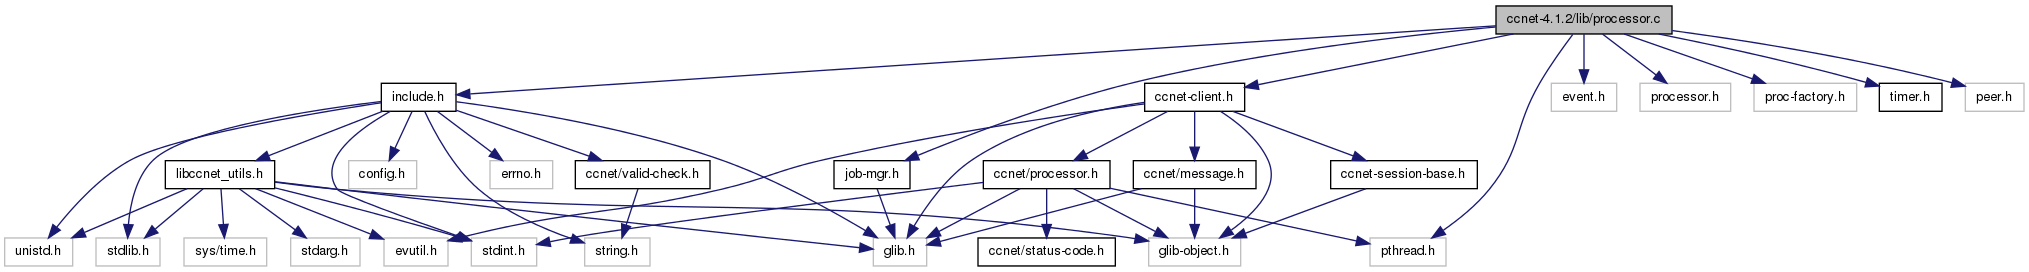 ccnet-4.1.2/lib/processor.c
include.h
ccnet-client.h
event.h
processor.h
proc-factory.h
timer.h
peer.h
libccnet_utils.h
config.h
errno.h
ccnet/valid-check.h
job-mgr.h
ccnet/processor.h
ccnet/message.h
ccnet-session-base.h
unistd.h
stdlib.h
sys/time.h
stdarg.h
evutil.h
stdint.h
string.h
glib.h
ccnet/status-code.h
glib-object.h
pthread.h